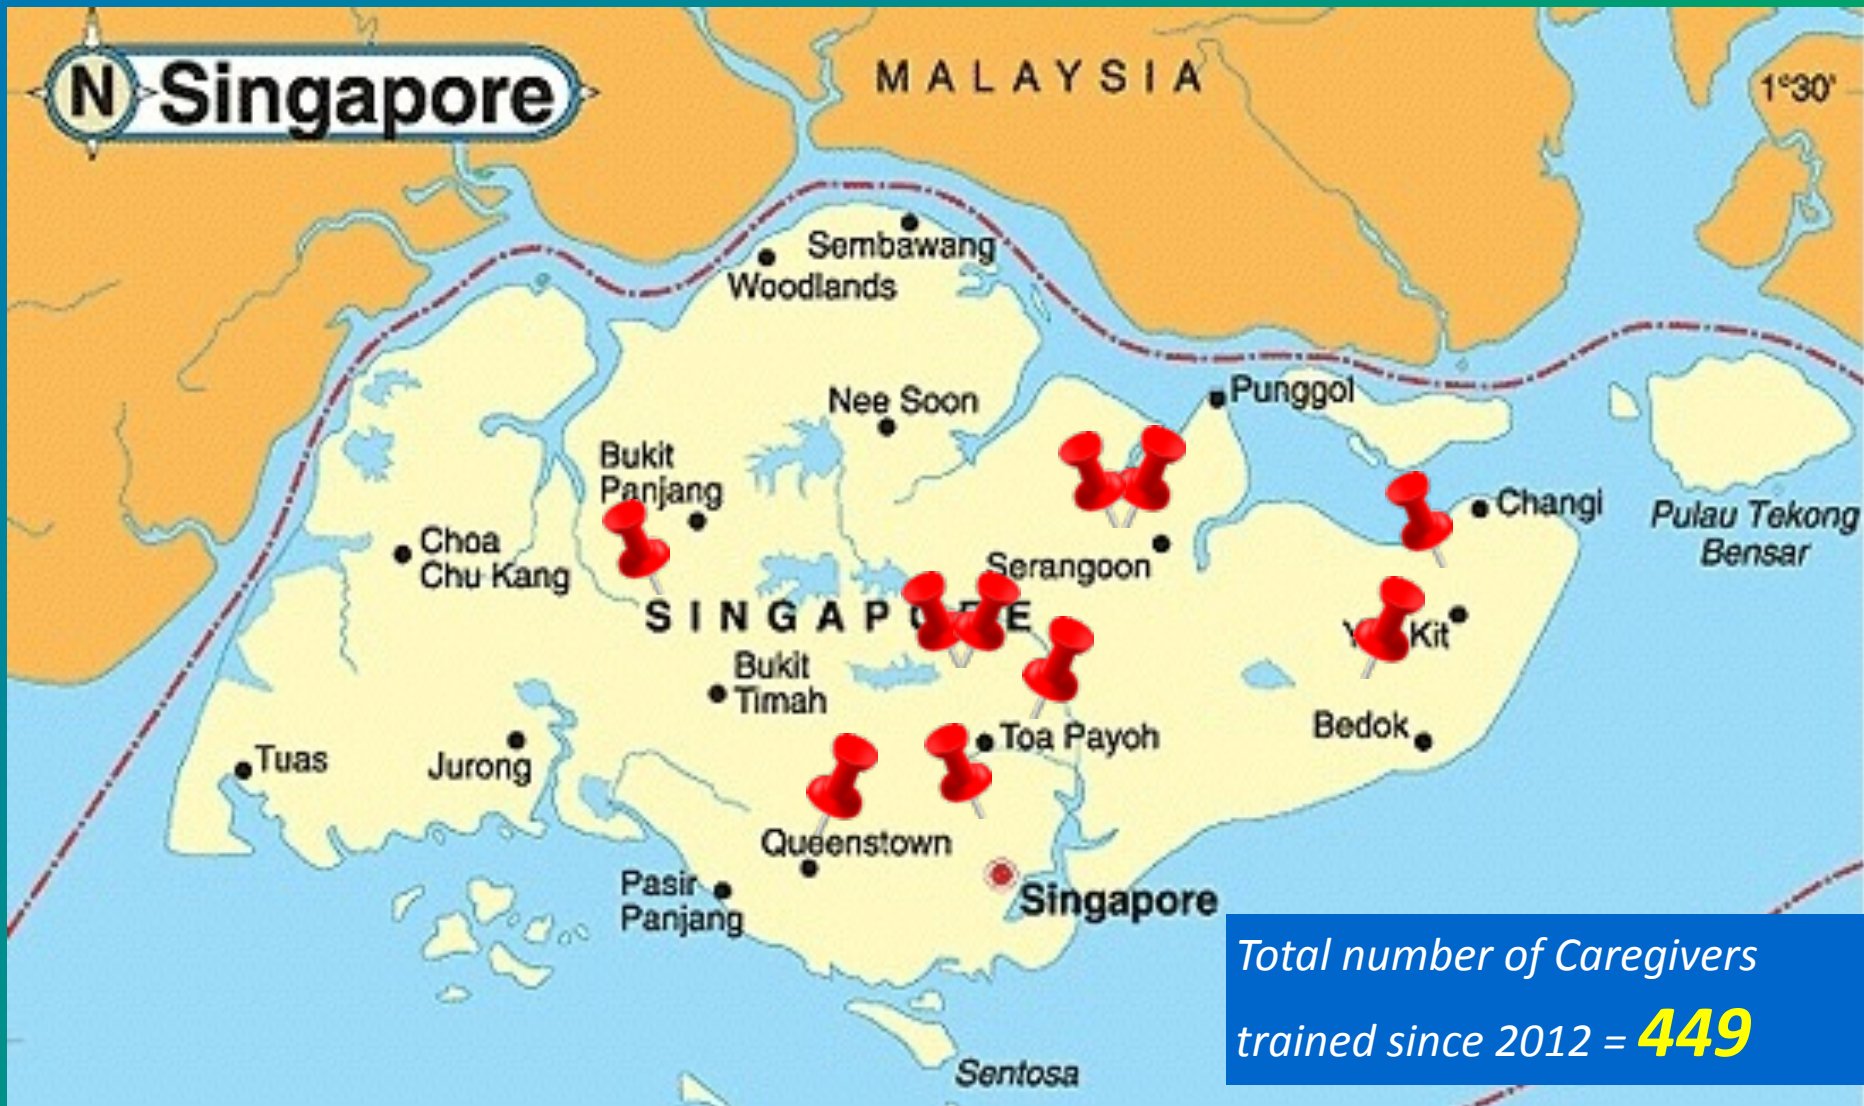 N Singapore
MALAYSIA
1°30'
Sembawang
Woodlands
Nee Soon
Punggol
Bukit
Panjang
Changi
Pulau Tekong
Bensar
Choa
Chu Kang
Serangoon
SINGAP E
Kit
Bukit
Timah
Bedok
Toa Payoh
Tuas
Jurong
Queenstown
Pasir
Panjang
Singapore
Total number of Caregivers
trained since 2012 = 449
Sentosa